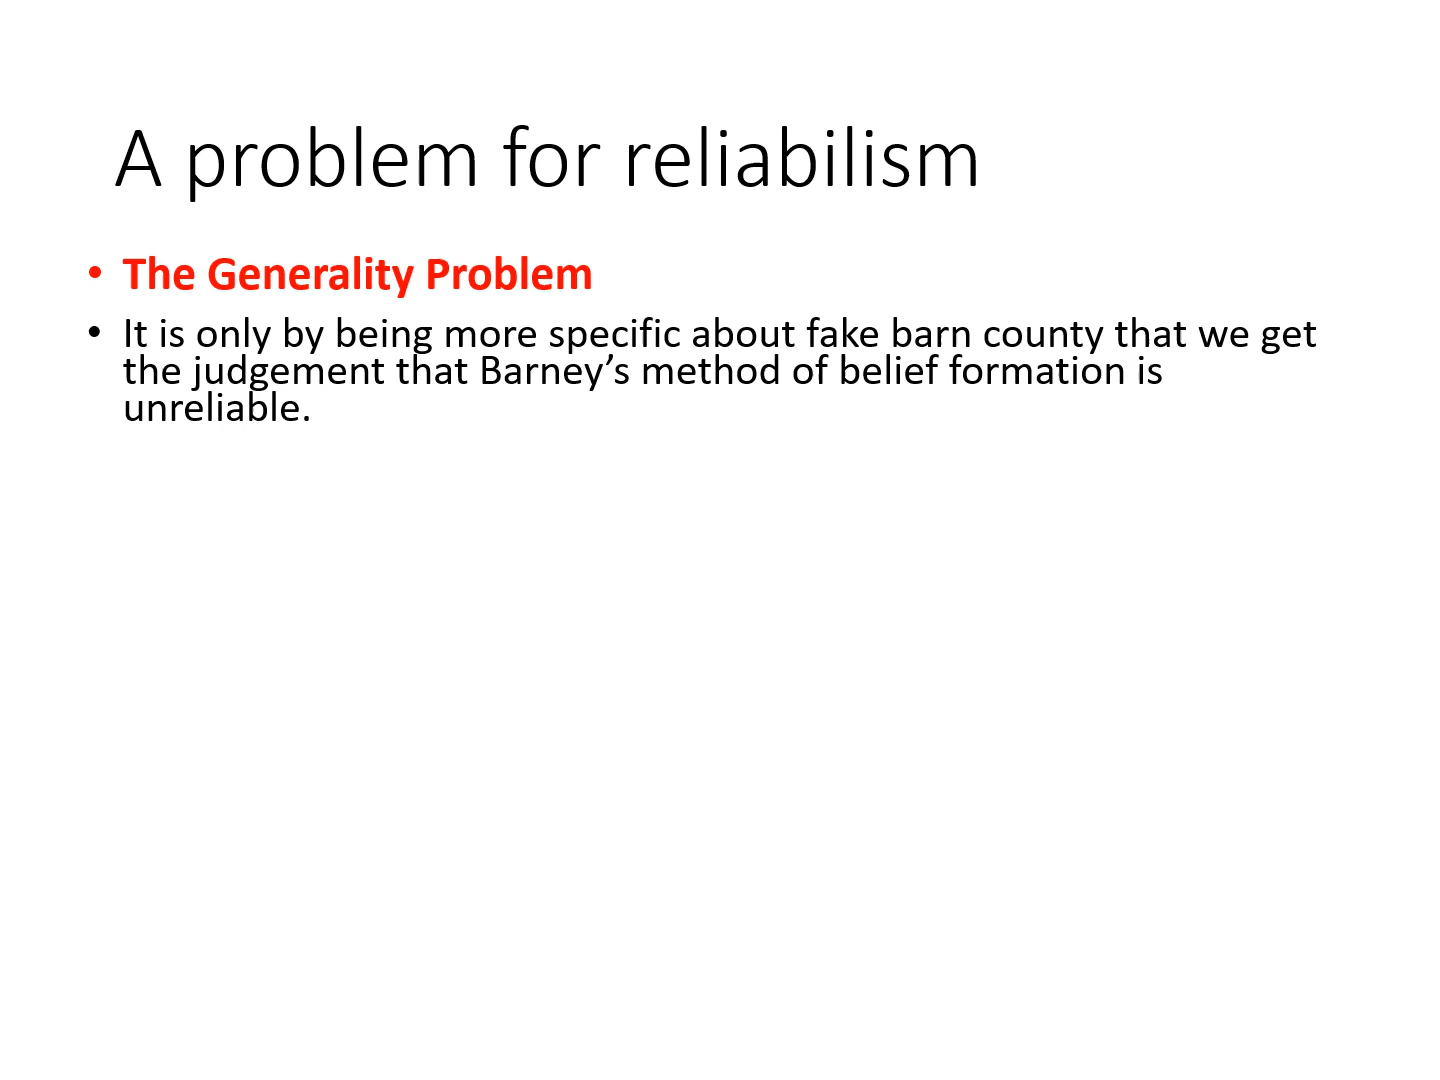 A problem for reliabilism
• The Generality Problem
• It is only by being more specific about fake barn county that we get
the judgement that Barney’s method of belief formation is
unreliable.